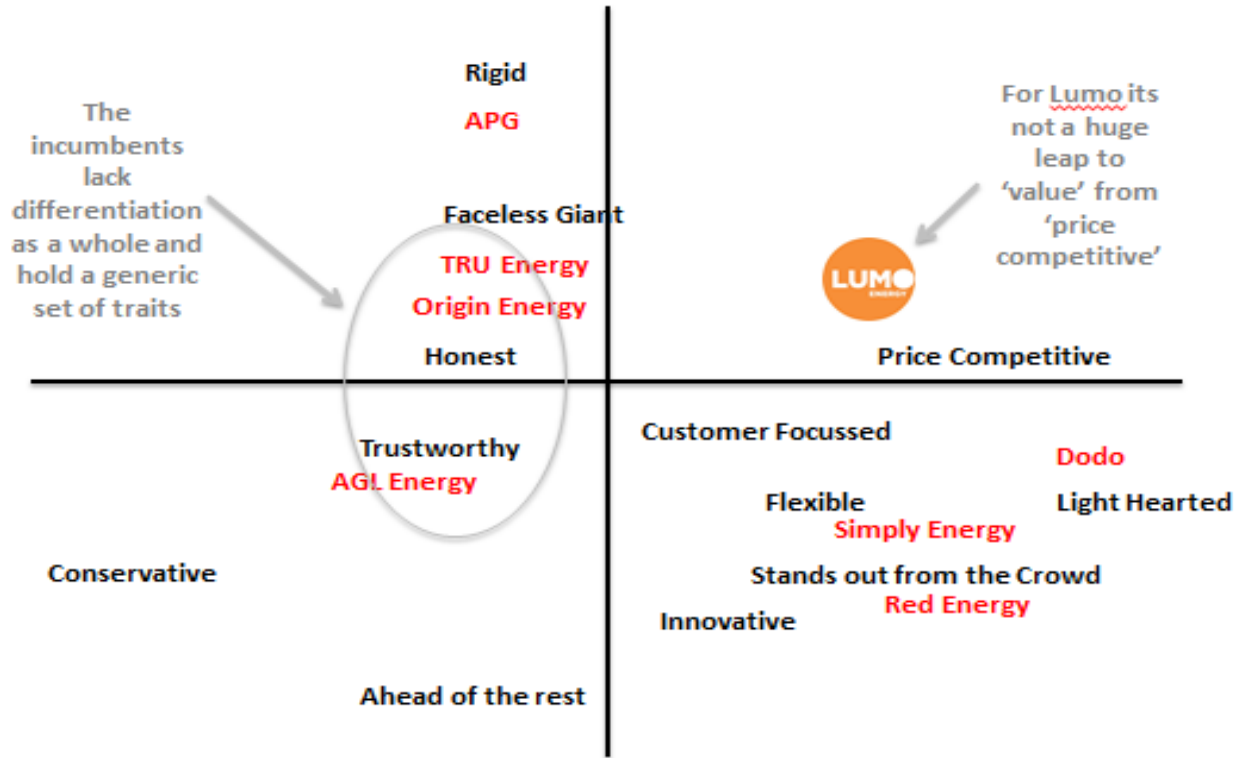 Rigid
APG
The
incumbents
lack
differentiation
as a whole and
hold a generic
set of traits
For Lumo its
not a huge
leap to
‘value’ from
‘price
competitive’
Faceless Giant
TRU Energy
Origin Energy
LUMO
ENERGY
Honest
Price Competitive
Customer Focussed
Trustworthy
Dodo
AGL Energy
Flexible
Light Hearted
Simply Energy
Conservative
Stands out from the Crowd
Red Energy
Innovative
Ahead of the rest